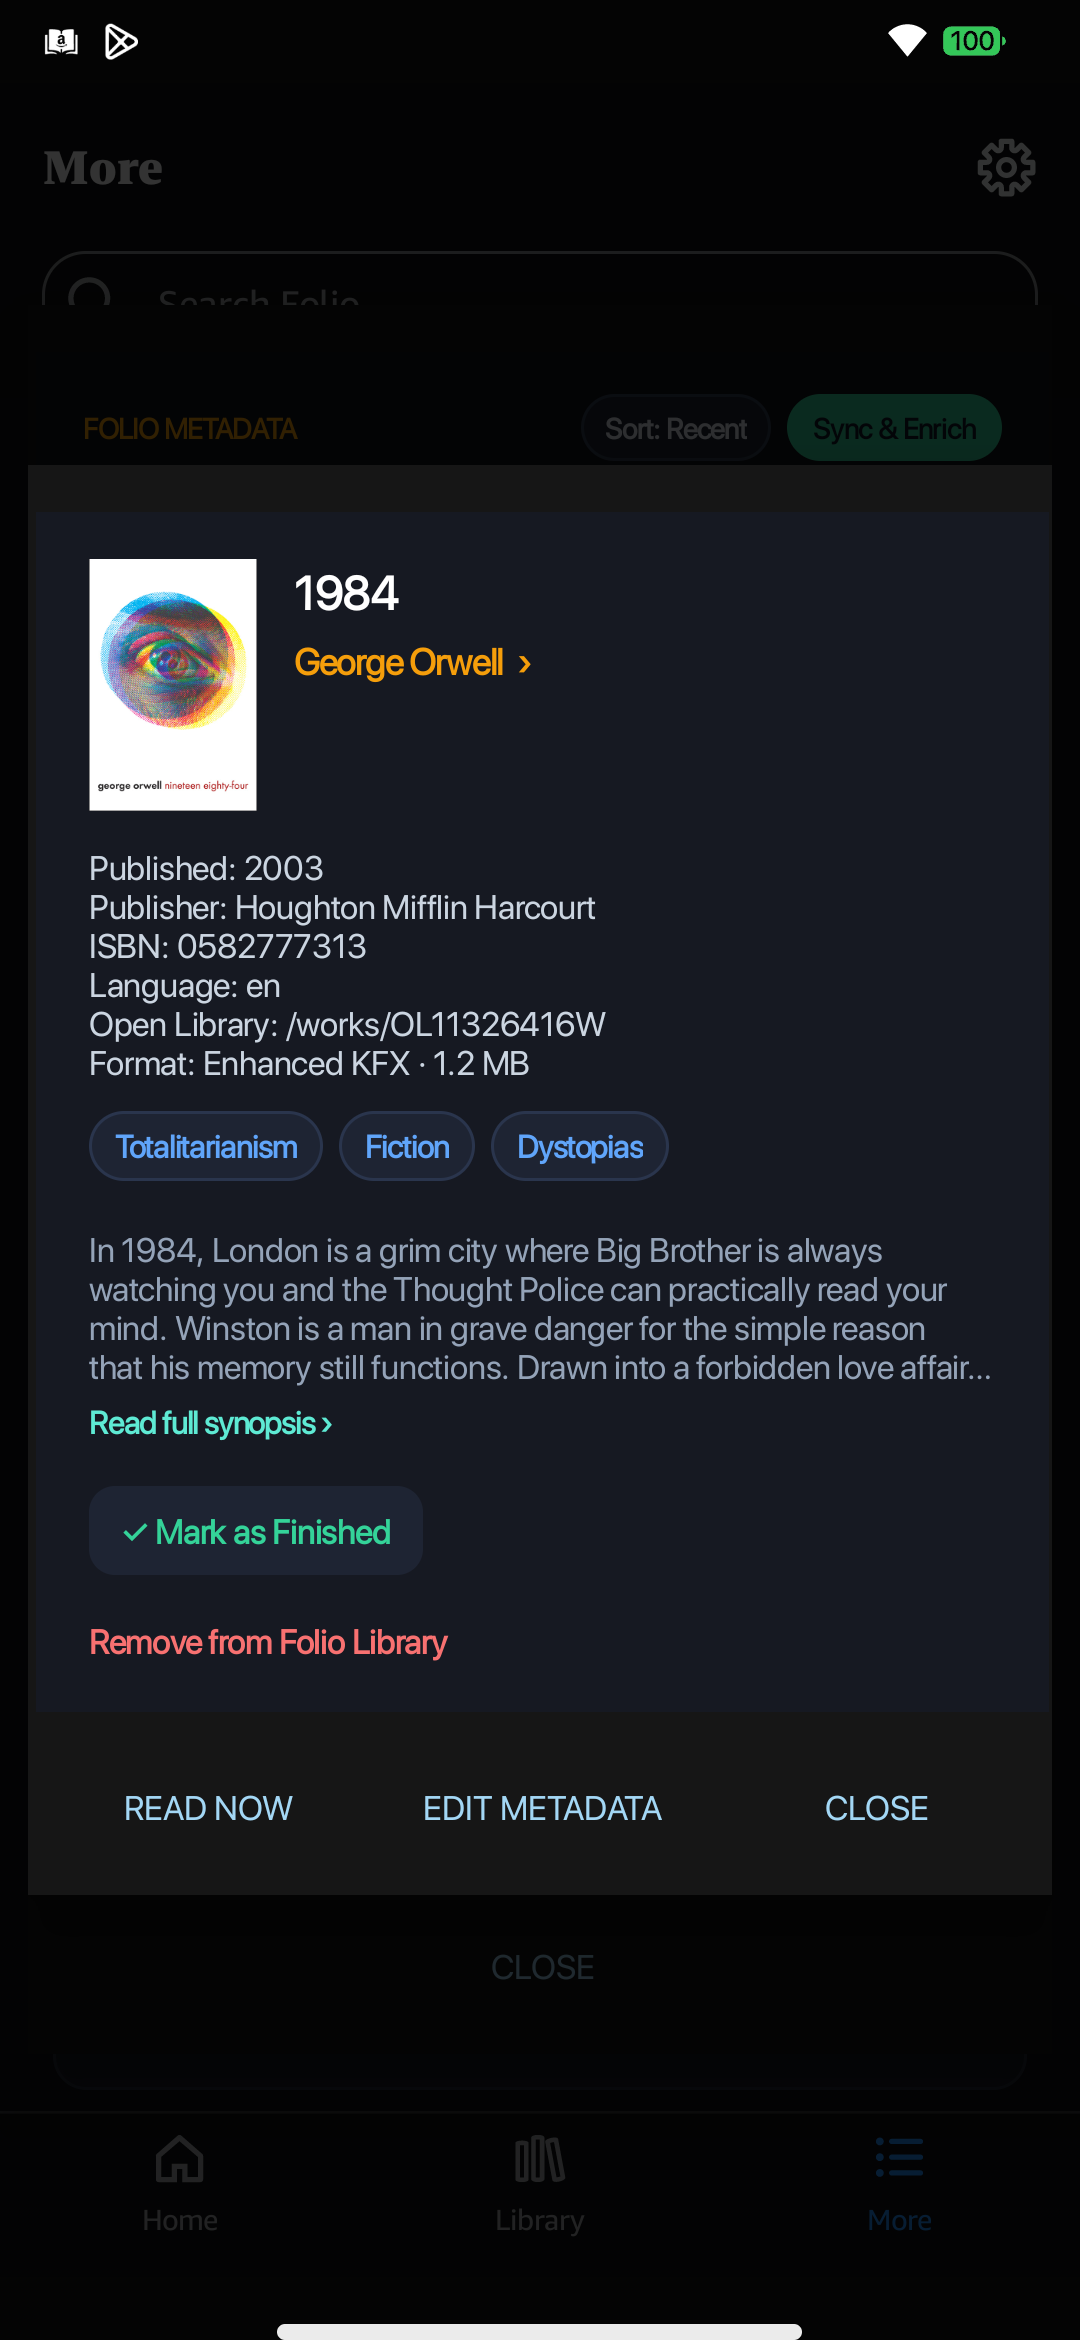 100
More
Search Folio
FOLIO METADATA
Sort: Recent
Sync & Enrich
1984
George Orwell ›
george orwell nineteen eighty-four
Published: 2003
Publisher: Houghton Mifflin Harcourt
ISBN: 0582777313
Language: en
Open Library: /works/OL11326416W
Format: Enhanced KFX · 1.2 MB
Totalitarianism
Fiction
Dystopias
In 1984, London is a grim city where Big Brother is always
watching you and the Thought Police can practically read your
mind. Winston is a man in grave danger for the simple reason
that his memory still functions. Drawn into a forbidden love affair...
Read full synopsis ›
✓ Mark as Finished
Remove from Folio Library
READ NOW
EDIT METADATA
CLOSE
CLOSE
Home
Library
More